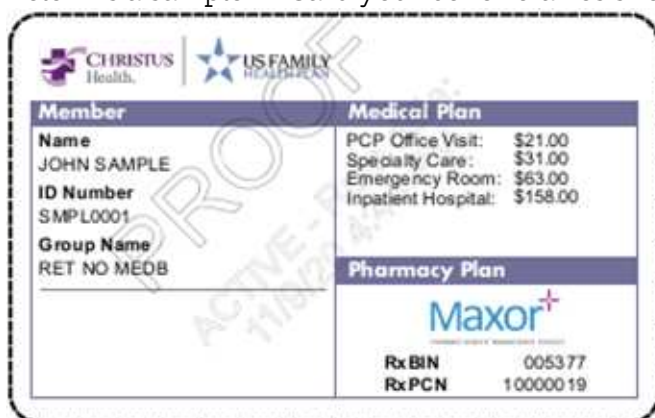 CHRISTUS
Health.
US FAMILY
HEALTH PLAN
Member
Name
JOHN SAMPLE
ID Number
SMPL0001
Group Name
RET NO MEDB
Medical Plan
PCP Office Visit: $21.00
Specialty Care: $31.00
Emergency Room: $63.00
Inpatient Hospital: $158.00
Pharmacy Plan
Maxor+
RxBIN 005377
RxPCN 10000019
PROOF